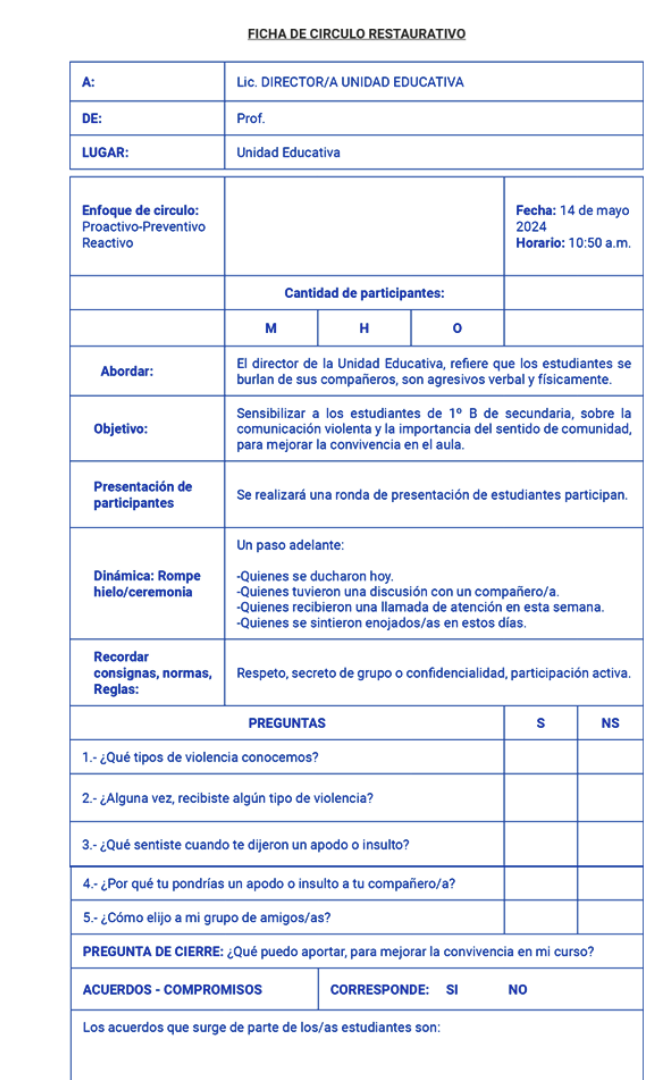 FICHA DE CIRCULO RESTAURATIVO
A:
Lic. DIRECTOR/A UNIDAD EDUCATIVA
DE:
Prof.
LUGAR:
Unidad Educativa
Enfoque de circulo:
Proactivo-Preventivo
Reactivo
Fecha: 14 de mayo
2024
Horario: 10:50 a.m.
Cantidad de participantes:
M H O
Abordar:
El director de la Unidad Educativa, refiere que los estudiantes se
burlan de sus compañeros, son agresivos verbal y físicamente.
Objetivo:
Sensibilizar a los estudiantes de 1º B de secundaria, sobre la
comunicación violenta y la importancia del sentido de comunidad,
para mejorar la convivencia en el aula.
Presentación de
participantes
Se realizará una ronda de presentación de estudiantes participan.
Dinámica: Rompe
hielo/ceremonia
Un paso adelante:
-Quienes se ducharon hoy.
-Quienes tuvieron una discusión con un compañero/a.
-Quienes recibieron una llamada de atención en esta semana.
-Quienes se sintieron enojados/as en estos días.
Recordar
consignas, normas,
Reglas:
Respeto, secreto de grupo o confidencialidad, participación activa.
PREGUNTAS S NS
1.- ¿Qué tipos de violencia conocemos?
2.- ¿Alguna vez, recibiste algún tipo de violencia?
3.- ¿Qué sentiste cuando te dijeron un apodo o insulto?
4.- ¿Por qué tu pondrías un apodo o insulto a tu compañero/a?
5.- ¿Cómo elijo a mi grupo de amigos/as?
PREGUNTA DE CIERRE: ¿Qué puedo aportar, para mejorar la convivencia en mi curso?
ACUERDOS - COMPROMISOS CORRESPONDE: SI NO
Los acuerdos que surge de parte de los/as estudiantes son: